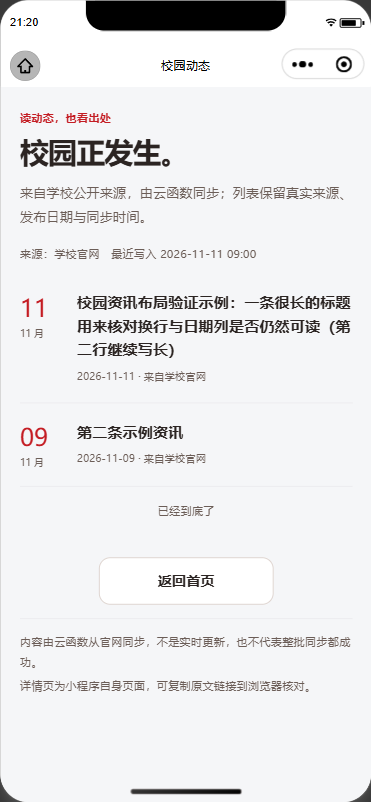 21:20
校园动态
读动态，也看出处
校园正发生。
来自学校公开来源，由云函数同步；列表保留真实来源、
发布日期与同步时间。
来源：学校官网 最近写入 2026-11-11 09:00
11
11 月
校园资讯布局验证示例：一条很长的标题
用来核对换行与日期列是否仍然可读（第
二行继续写长）
2026-11-11 · 来自学校官网
09
11 月
第二条示例资讯
2026-11-09 · 来自学校官网
已经到底了
返回首页
内容由云函数从官网同步，不是实时更新，也不代表整批同步都成
功。
详情页为小程序自身页面，可复制原文链接到浏览器核对。